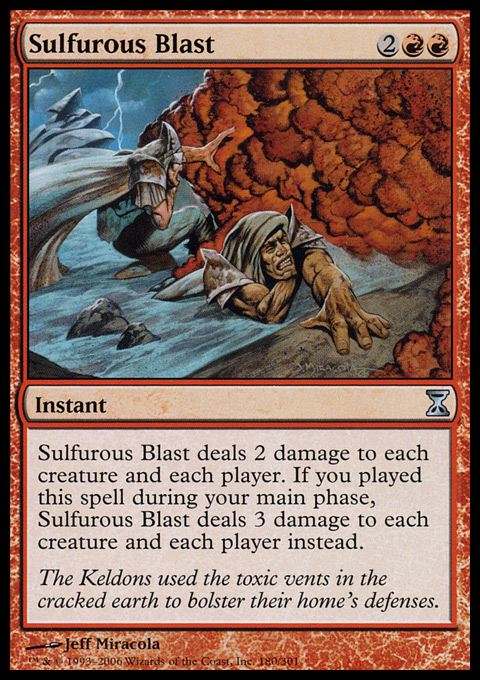 Sulfurous Blast 2
J. MIRACOLA
Instant
Sulfurous Blast deals 2 damage to each
creature and each player. If you played
this spell during your main phase,
Sulfurous Blast deals 3 damage to each
creature and each player instead.
The Keldons used the toxic vents in the
cracked earth to bolster their home's defenses.
Jeff Miracola
™ & © 1993–2006 Wizards of the Coast, Inc. 180/301